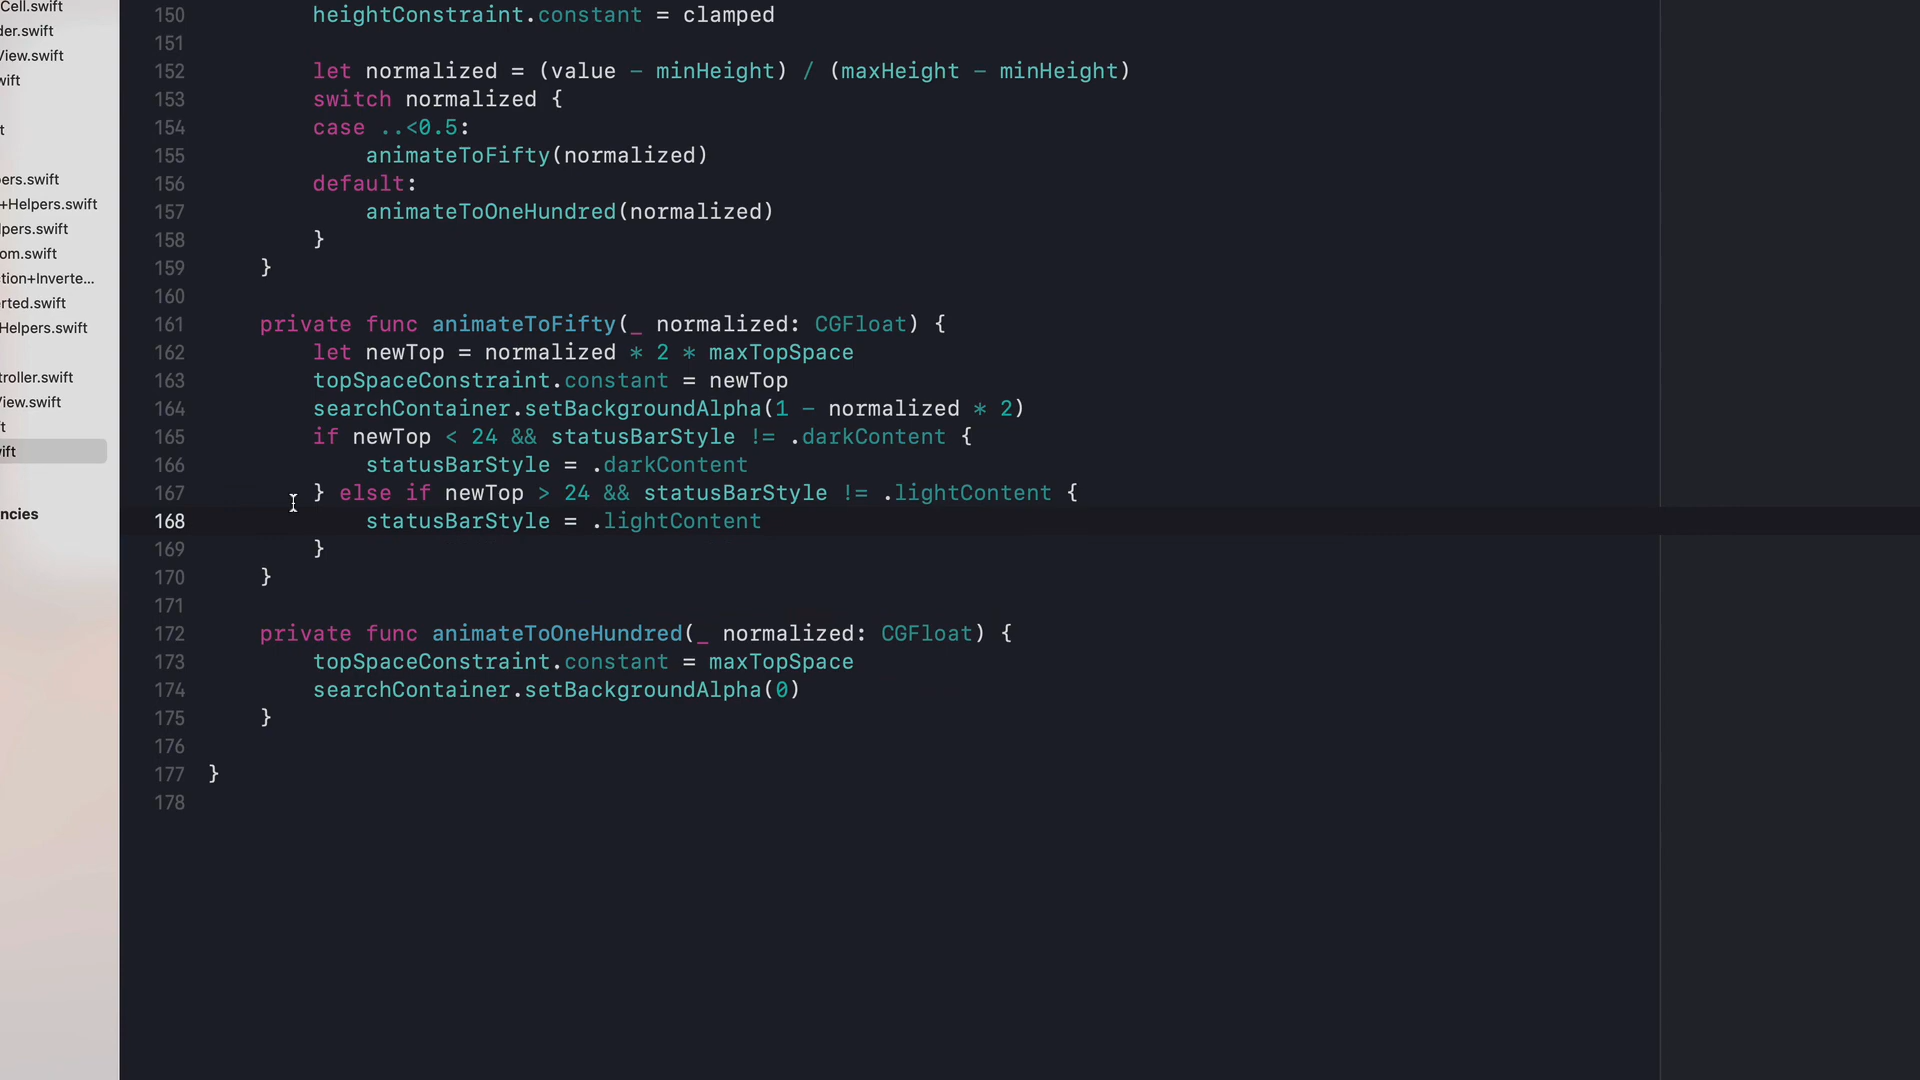 Cell.swift
der.swift
View.swift
wift
t
pers.swift
+Helpers.swift
lpers.swift
om.swift
ction+Inverte...
erted.swift
Helpers.swift
troller.swift
View.swift
ft
wift
ncies
150 heightConstraint.constant = clamped
151
152 let normalized = (value - minHeight) / (maxHeight - minHeight)
153 switch normalized {
154 case ..<0.5:
155 animateToFifty(normalized)
156 default:
157 animateToOneHundred(normalized)
158 }
159 }
160
161 private func animateToFifty(_ normalized: CGFloat) {
162 let newTop = normalized * 2 * maxTopSpace
163 topSpaceConstraint.constant = newTop
164 searchContainer.setBackgroundAlpha(1 - normalized * 2)
165 if newTop < 24 && statusBarStyle != .darkContent {
166 statusBarStyle = .darkContent
167 } else if newTop > 24 && statusBarStyle != .lightContent {
168 statusBarStyle = .lightContent
169 }
170 }
171
172 private func animateToOneHundred(_ normalized: CGFloat) {
173 topSpaceConstraint.constant = maxTopSpace
174 searchContainer.setBackgroundAlpha(0)
175 }
176
177 }
178